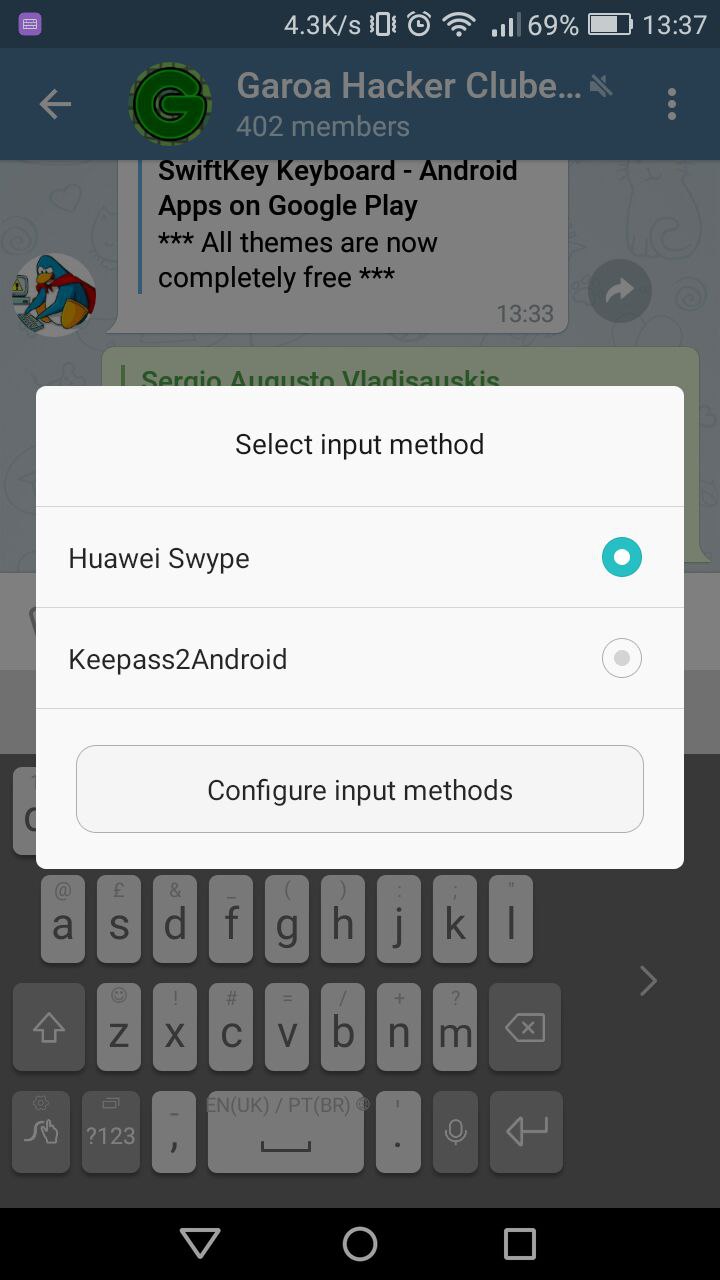 4.3K/s 69% 13:37
Garoa Hacker Clube...
402 members
SwiftKey Keyboard - Android
Apps on Google Play
*** All themes are now
completely free ***
13:33
Sergio Augusto Vladisauskis
Select input method
Huawei Swype
Keepass2Android
Configure input methods
@ £ & _ ( ) : ; "
a s d f g h j k l
! # = / + ?
z x c v b n m
EN(UK) / PT(BR)
?123 , .